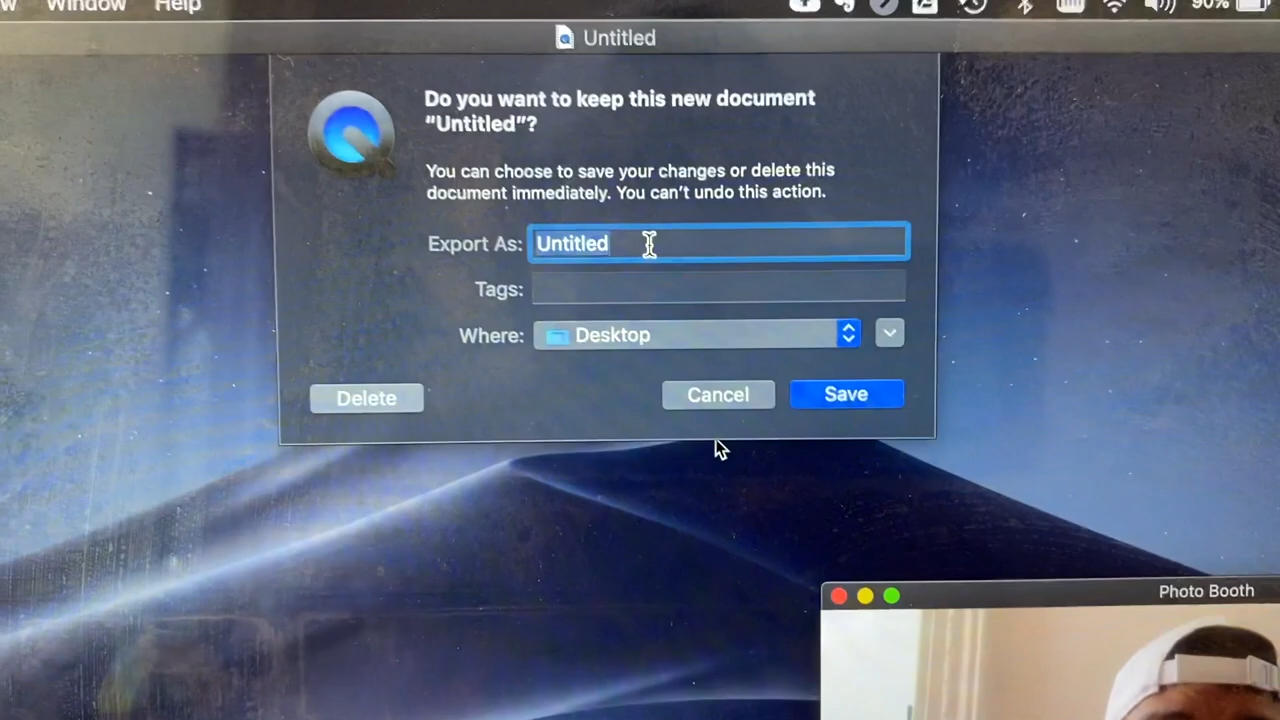 Window Help
90%
Untitled
Do you want to keep this new document
“Untitled”?
You can choose to save your changes or delete this
document immediately. You can’t undo this action.
Export As: Untitled
Tags:
Where: Desktop
Delete Cancel Save
Photo Booth